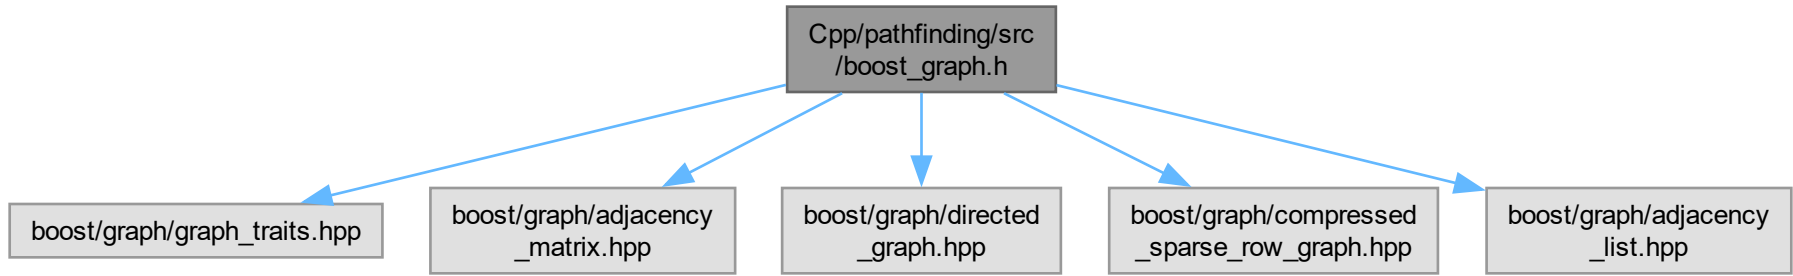 Cpp/pathfinding/src
/boost_graph.h
boost/graph/graph_traits.hpp
boost/graph/adjacency
_matrix.hpp
boost/graph/directed
_graph.hpp
boost/graph/compressed
_sparse_row_graph.hpp
boost/graph/adjacency
_list.hpp